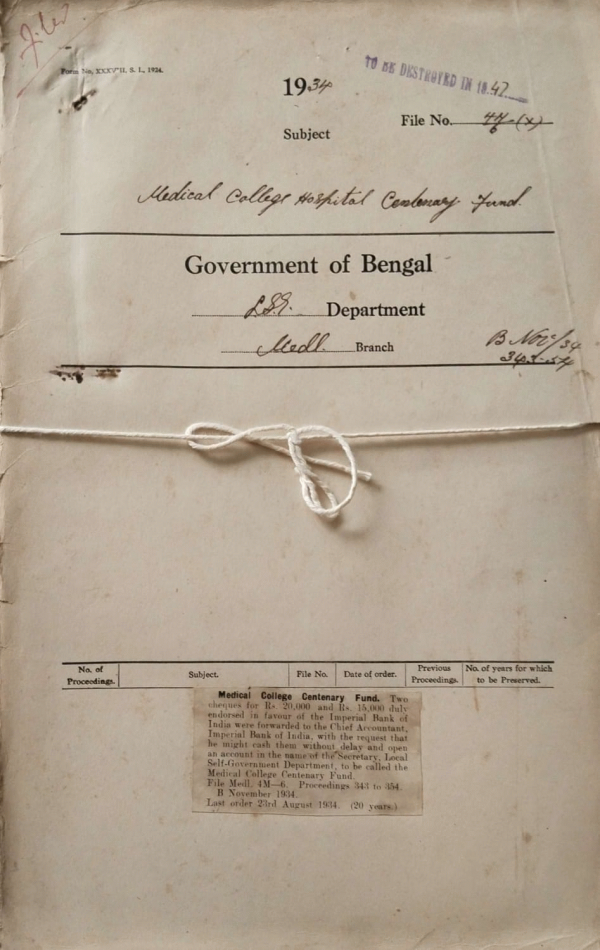 Filed
Form No. XXXVII, S. I., 1924.
TO BE DESTROYED IN 1947
1934
File No. 4M/6 (x)
Subject
Medical College Hospital Centenary Fund.
Government of Bengal
L.S.G. Department
Medl. Branch
B Nov/34
343-54
No. of Proceedings. Subject. File No. Date of order. Previous Proceedings. No. of years for which to be Preserved.
Medical College Centenary Fund. Two
cheques for Rs. 20,000 and Rs. 15,000 duly
endorsed in favour of the Imperial Bank of
India were forwarded to the Chief Accountant,
Imperial Bank of India, with the request that
he might cash them without delay and open
an account in the name of the Secretary, Local
Self-Government Department, to be called the
Medical College Centenary Fund.
File Medl. 4M—6. Proceedings 343 to 354.
B November 1934.
Last order 23rd August 1934. (20 years.)